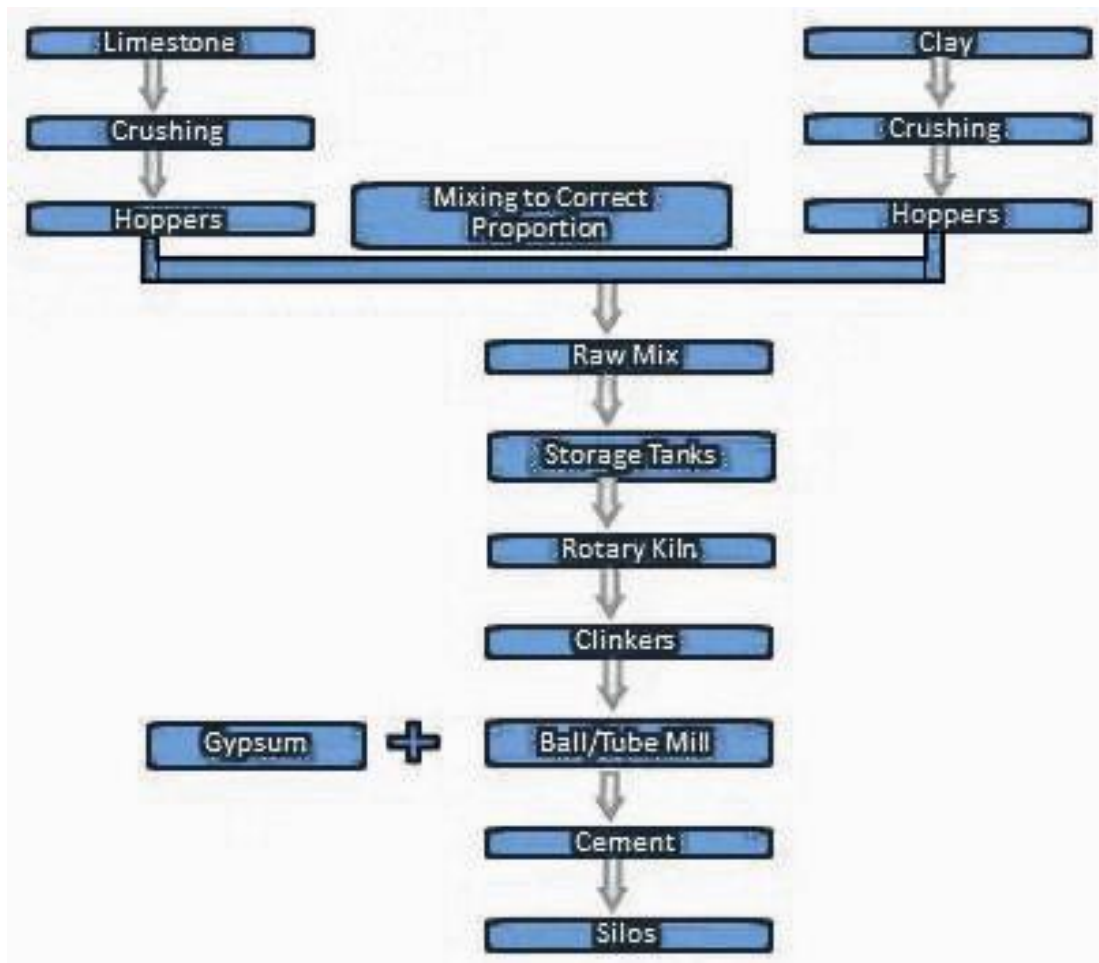 Limestone
Clay
Crushing
Crushing
Hoppers
Mixing to Correct
Proportion
Hoppers
Raw Mix
Storage Tanks
Rotary Kiln
Clinkers
Gypsum
Ball/Tube Mill
Cement
Silos